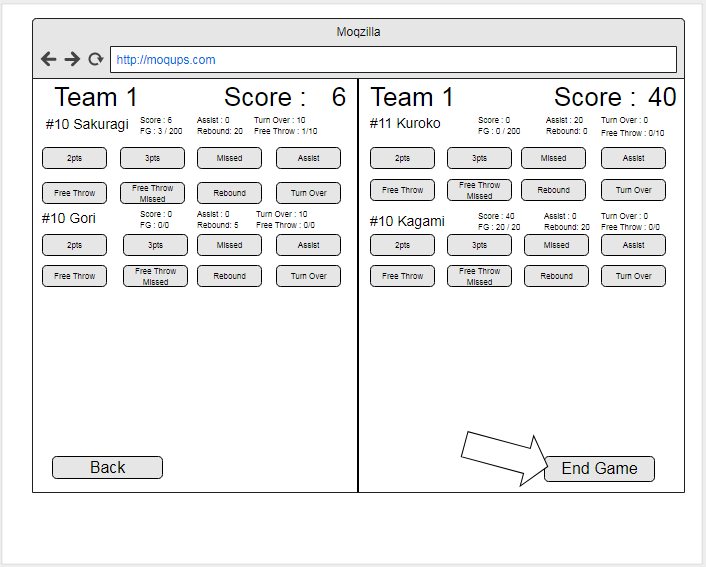 Moqzilla
http://moqups.com
Team 1 Score : 6
#10 Sakuragi Score : 6 Assist : 0 Turn Over : 10
FG : 3 / 200 Rebound: 20 Free Throw : 1/10
2pts 3pts Missed Assist
Free Throw Free Throw Missed Rebound Turn Over
#10 Gori Score : 0 Assist : 0 Turn Over : 10
FG : 0/0 Rebound: 5 Free Throw : 0/0
2pts 3pts Missed Assist
Free Throw Free Throw Missed Rebound Turn Over
Back
Team 1 Score : 40
#11 Kuroko Score : 0 Assist : 20 Turn Over : 0
FG : 0 / 200 Rebound: 0 Free Throw : 0/10
2pts 3pts Missed Assist
Free Throw Free Throw Missed Rebound Turn Over
#10 Kagami Score : 40 Assist : 0 Turn Over : 0
FG : 20 / 20 Rebound: 20 Free Throw : 0/0
2pts 3pts Missed Assist
Free Throw Free Throw Missed Rebound Turn Over
End Game